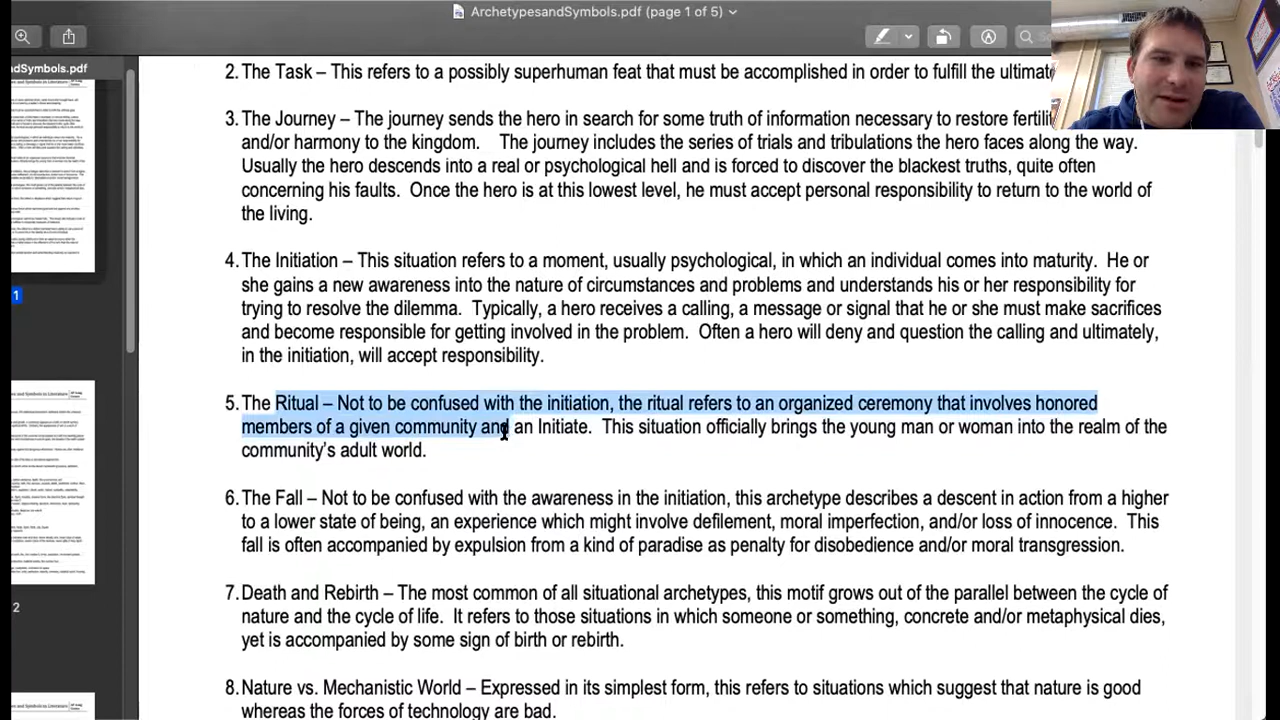 ArchetypesandSymbols.pdf (page 1 of 5)
dSymbols.pdf
2. The Task – This refers to a possibly superhuman feat that must be accomplished in order to fulfill the ultimate
3. The Journey – The journey sends the hero in search for some truth of information necessary to restore fertility,
and/or harmony to the kingdom. The journey includes the series of trials and tribulations the hero faces along the way.
Usually the hero descends into a real or psychological hell and is forced to discover the blackest truths, quite often
concerning his faults. Once the hero is at this lowest level, he must accept personal responsibility to return to the world of
the living.
4. The Initiation – This situation refers to a moment, usually psychological, in which an individual comes into maturity. He or
she gains a new awareness into the nature of circumstances and problems and understands his or her responsibility for
trying to resolve the dilemma. Typically, a hero receives a calling, a message or signal that he or she must make sacrifices
and become responsible for getting involved in the problem. Often a hero will deny and question the calling and ultimately,
in the initiation, will accept responsibility.
5. The Ritual – Not to be confused with the initiation, the ritual refers to an organized ceremony that involves honored
members of a given community and an Initiate. This situation officially brings the young man or woman into the realm of the
community's adult world.
6. The Fall – Not to be confused with the awareness in the initiation, this archetype describes a descent in action from a higher
to a lower state of being, an experience which might involve defilement, moral imperfection, and/or loss of innocence. This
fall is often accompanied by expulsion from a kind of paradise as penalty for disobedience and/or moral transgression.
7. Death and Rebirth – The most common of all situational archetypes, this motif grows out of the parallel between the cycle of
nature and the cycle of life. It refers to those situations in which someone or something, concrete and/or metaphysical dies,
yet is accompanied by some sign of birth or rebirth.
8. Nature vs. Mechanistic World – Expressed in its simplest form, this refers to situations which suggest that nature is good
1
2